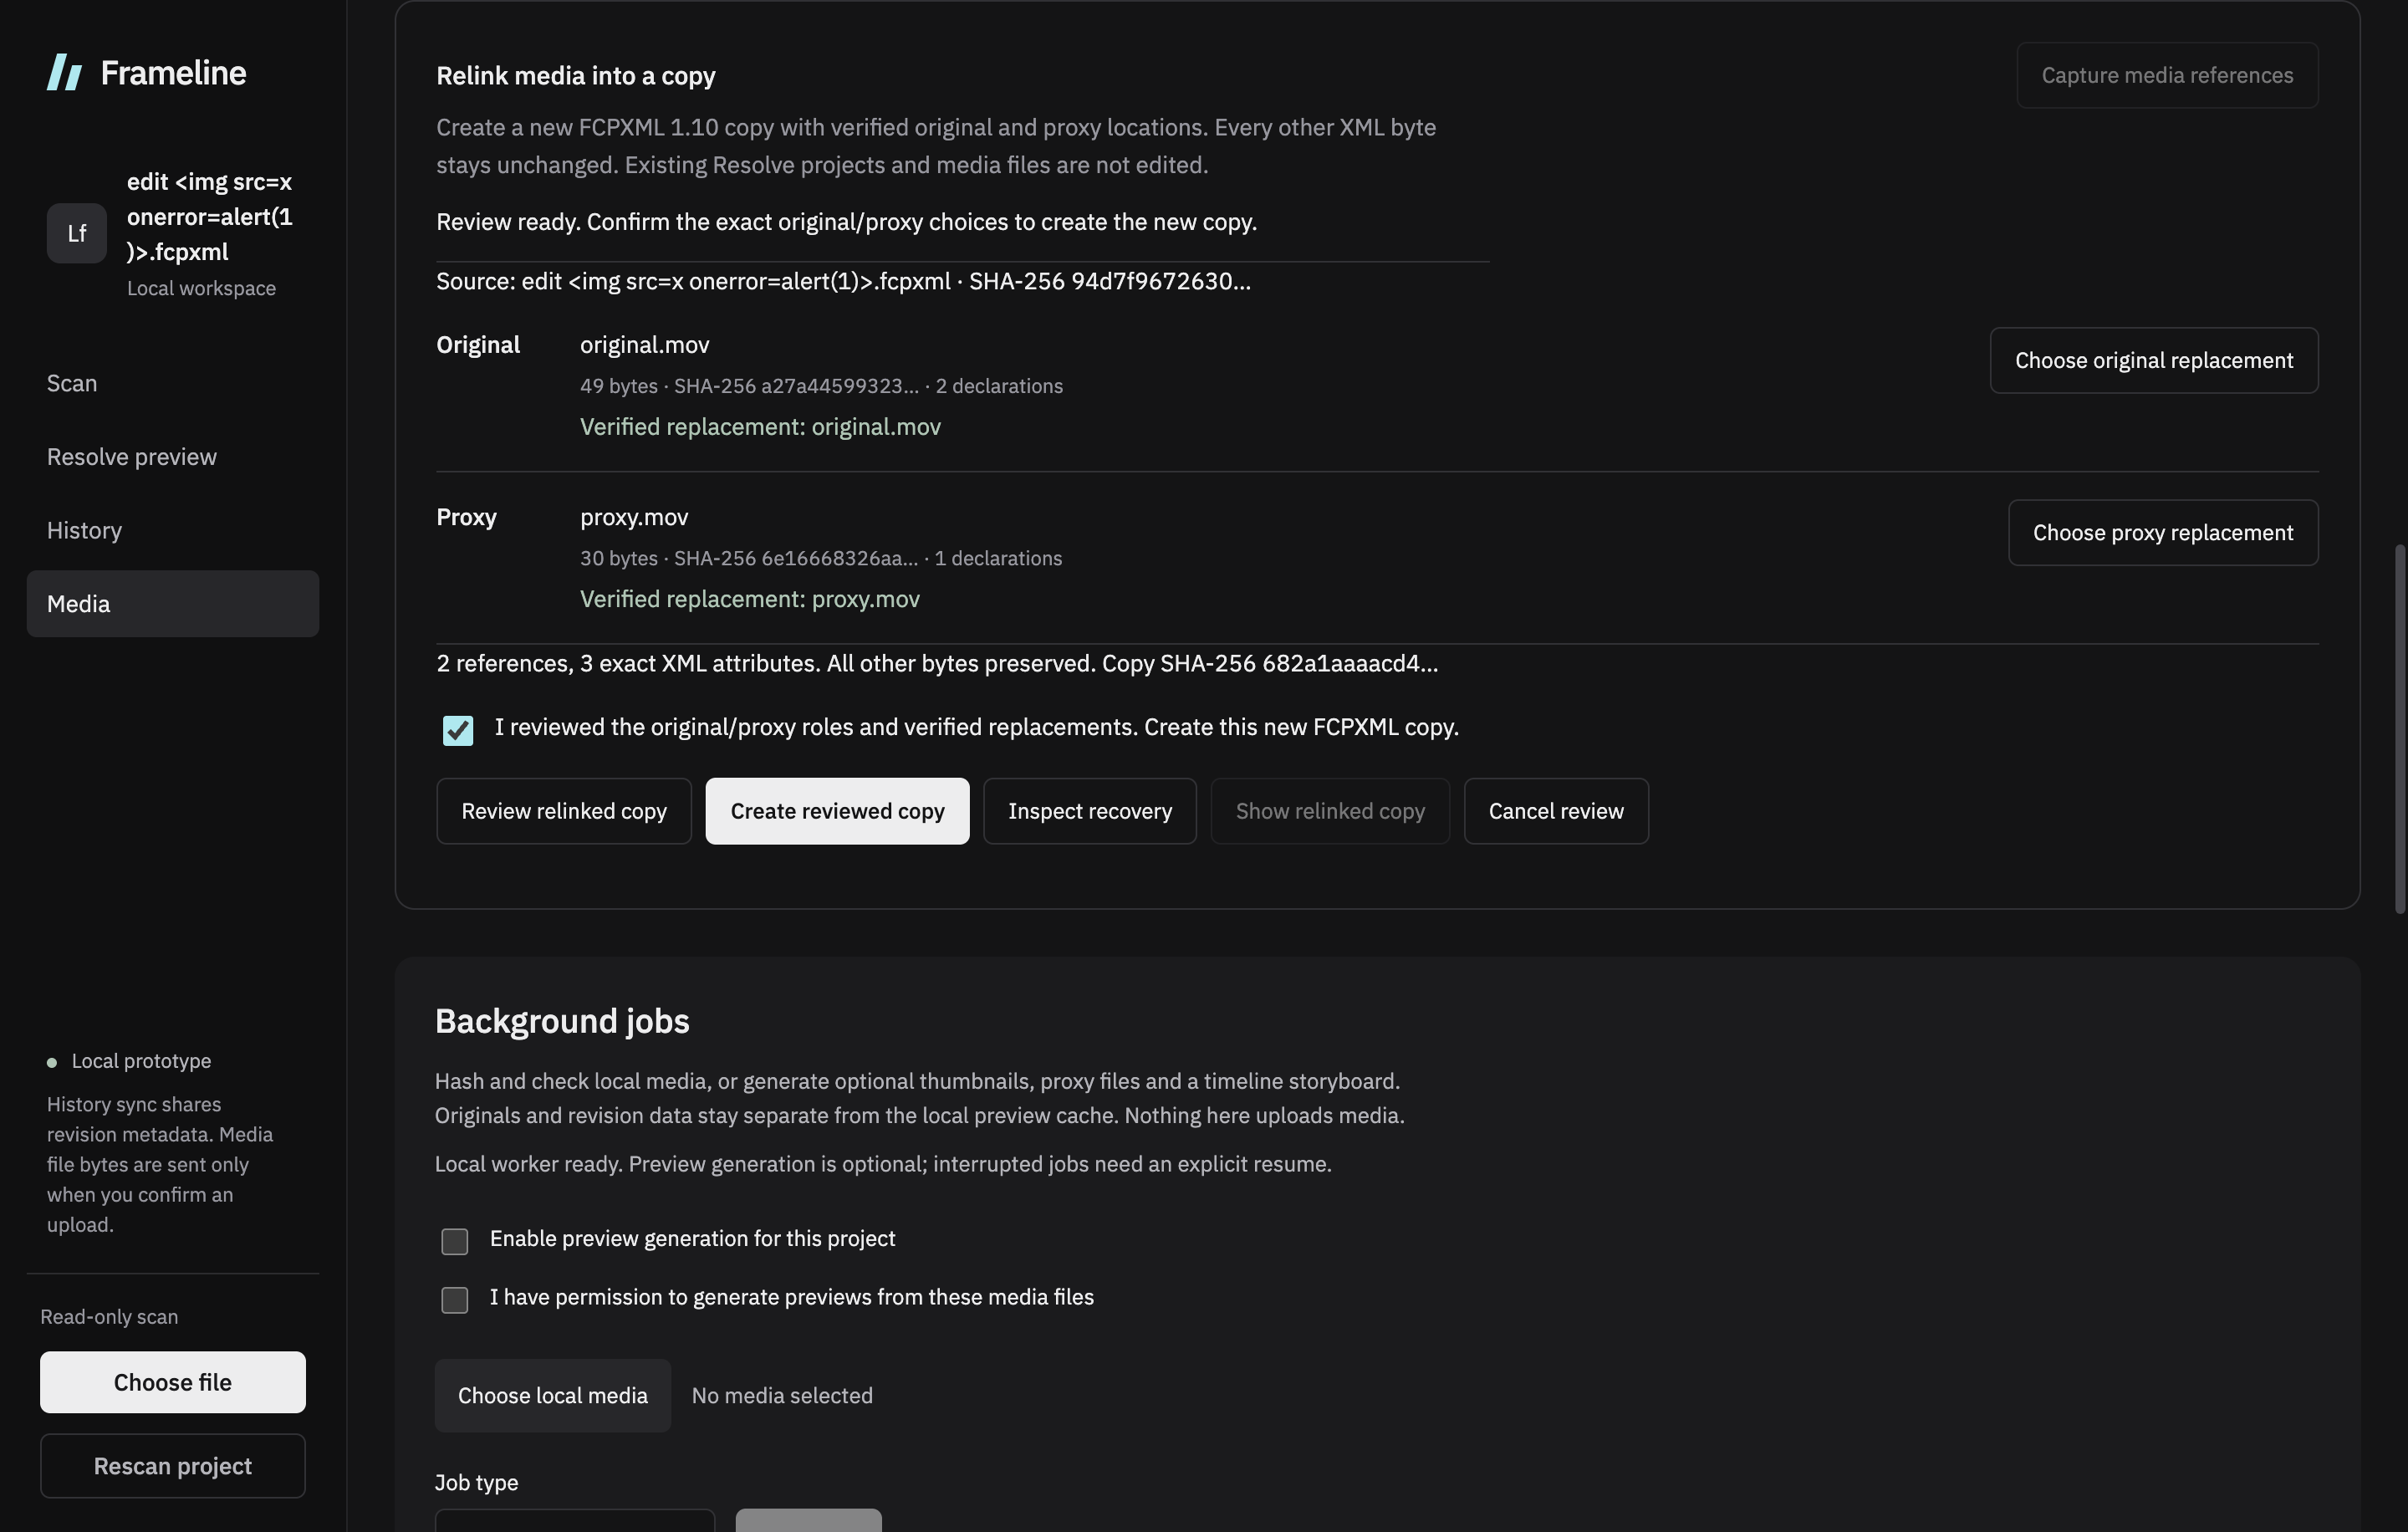 Frameline
Lf
edit <img src=x
onerror=alert(1
)>.fcpxml
Local workspace
Scan
Resolve preview
History
Media
Local prototype
History sync shares
revision metadata. Media
file bytes are sent only
when you confirm an
upload.
Read-only scan
Choose file
Rescan project
Relink media into a copy
Capture media references
Create a new FCPXML 1.10 copy with verified original and proxy locations. Every other XML byte
stays unchanged. Existing Resolve projects and media files are not edited.
Review ready. Confirm the exact original/proxy choices to create the new copy.
Source: edit <img src=x onerror=alert(1)>.fcpxml · SHA-256 94d7f9672630…
Original
original.mov
49 bytes · SHA-256 a27a44599323… · 2 declarations
Verified replacement: original.mov
Choose original replacement
Proxy
proxy.mov
30 bytes · SHA-256 6e16668326aa… · 1 declarations
Verified replacement: proxy.mov
Choose proxy replacement
2 references, 3 exact XML attributes. All other bytes preserved. Copy SHA-256 682a1aaaacd4…
I reviewed the original/proxy roles and verified replacements. Create this new FCPXML copy.
Review relinked copy
Create reviewed copy
Inspect recovery
Show relinked copy
Cancel review
Background jobs
Hash and check local media, or generate optional thumbnails, proxy files and a timeline storyboard.
Originals and revision data stay separate from the local preview cache. Nothing here uploads media.
Local worker ready. Preview generation is optional; interrupted jobs need an explicit resume.
Enable preview generation for this project
I have permission to generate previews from these media files
Choose local media
No media selected
Job type